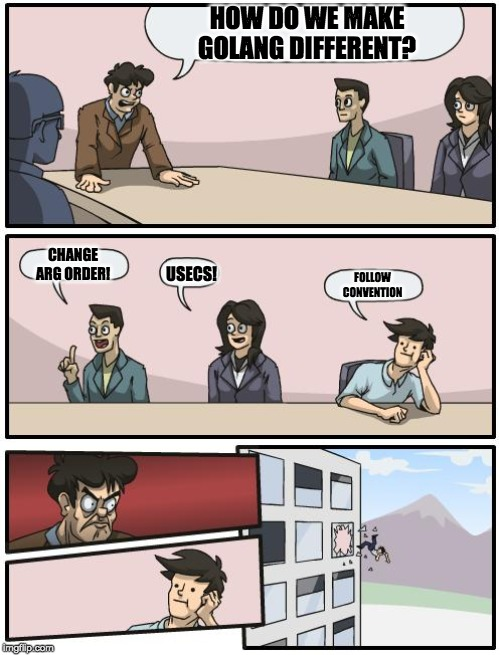 HOW DO WE MAKE
GOLANG DIFFERENT?
CHANGE
ARG ORDER!
USECS!
FOLLOW
CONVENTION
imgflip.com